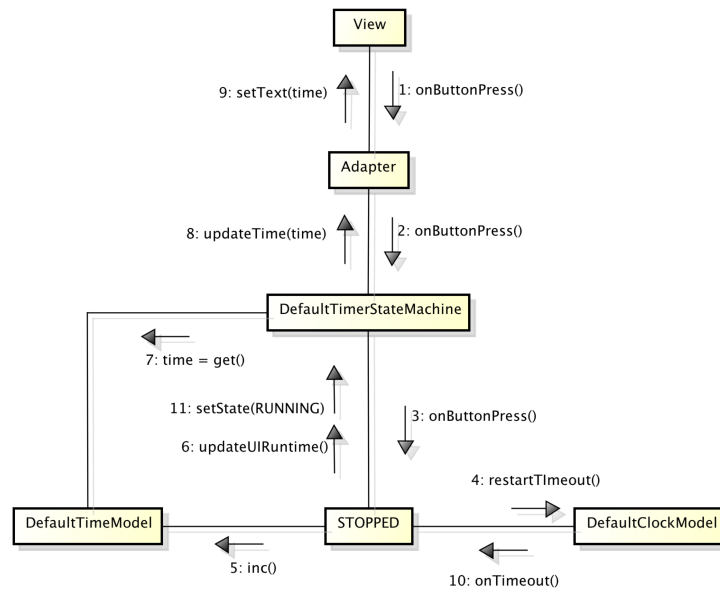 View
9: setText(time)
1: onButtonPress()
Adapter
8: updateTime(time)
2: onButtonPress()
DefaultTimerStateMachine
7: time = get()
11: setState(RUNNING)
3: onButtonPress()
6: updateUIRuntime()
4: restartTImeout()
DefaultTimeModel
STOPPED
DefaultClockModel
5: inc()
10: onTimeout()